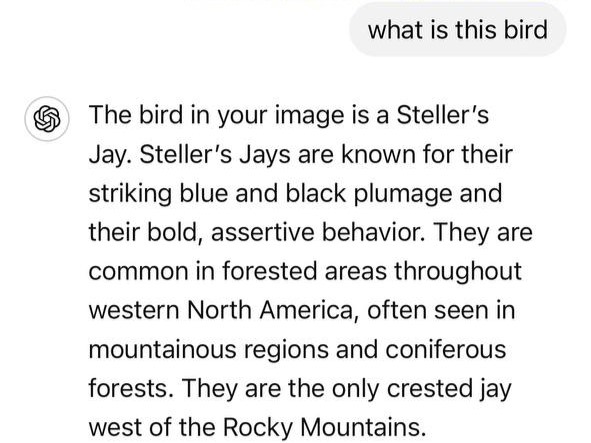 what is this bird
The bird in your image is a Steller’s
Jay. Steller’s Jays are known for their
striking blue and black plumage and
their bold, assertive behavior. They are
common in forested areas throughout
western North America, often seen in
mountainous regions and coniferous
forests. They are the only crested jay
west of the Rocky Mountains.